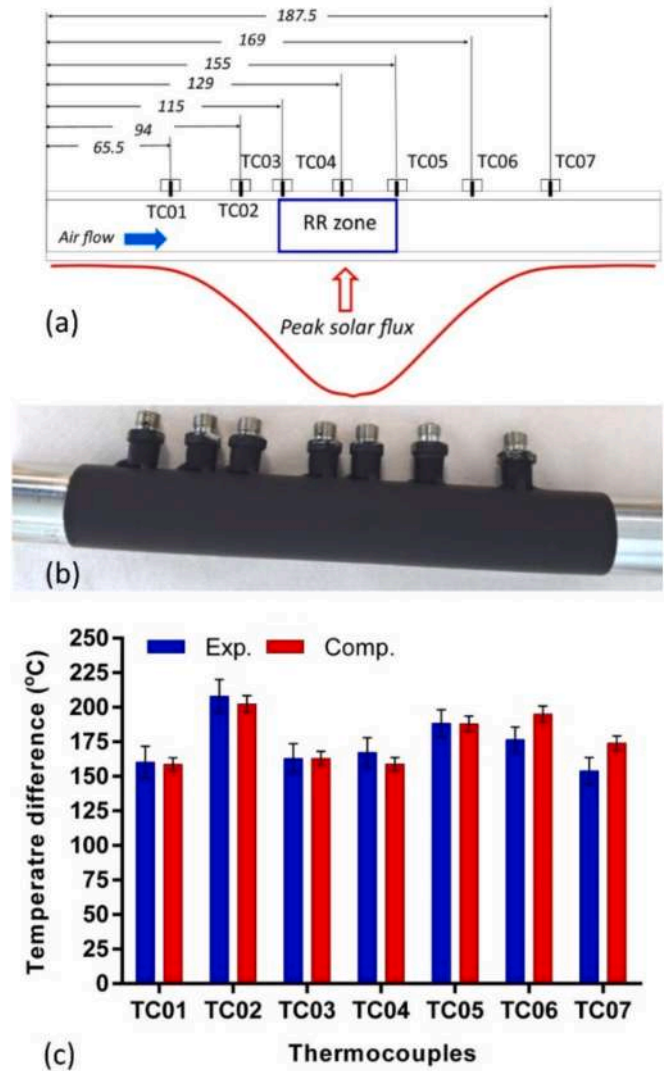 187.5
169
155
129
115
94
65.5
TC03 TC04 TC05 TC06 TC07
TC01 TC02
RR zone
Air flow
Peak solar flux
(a)
(b)
Exp. Comp.
250
225
200
175
150
125
100
75
50
25
0
Temperatre difference (ºC)
TC01 TC02 TC03 TC04 TC05 TC06 TC07
Thermocouples
(c)